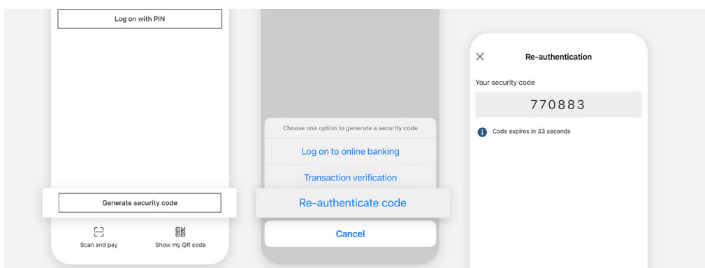 Log on with PIN
Generate security code
Scan and pay
Show my QR code
Choose one option to generate a security code
Log on to online banking
Transaction verification
Re-authenticate code
Cancel
Re-authentication
Your security code
770883
Code expires in 33 seconds